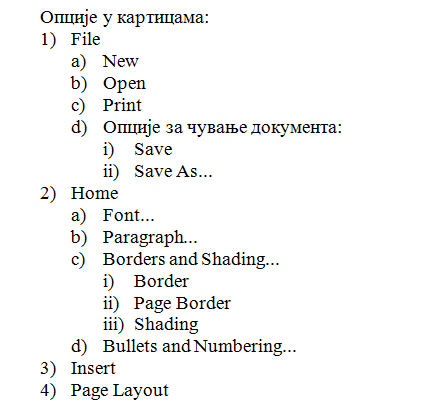 Опције у картицама:
1) File
a) New
b) Open
c) Print
d) Опције за чување документа:
i) Save
ii) Save As...
2) Home
a) Font...
b) Paragraph...
c) Borders and Shading...
i) Border
ii) Page Border
iii) Shading
d) Bullets and Numbering...
3) Insert
4) Page Layout